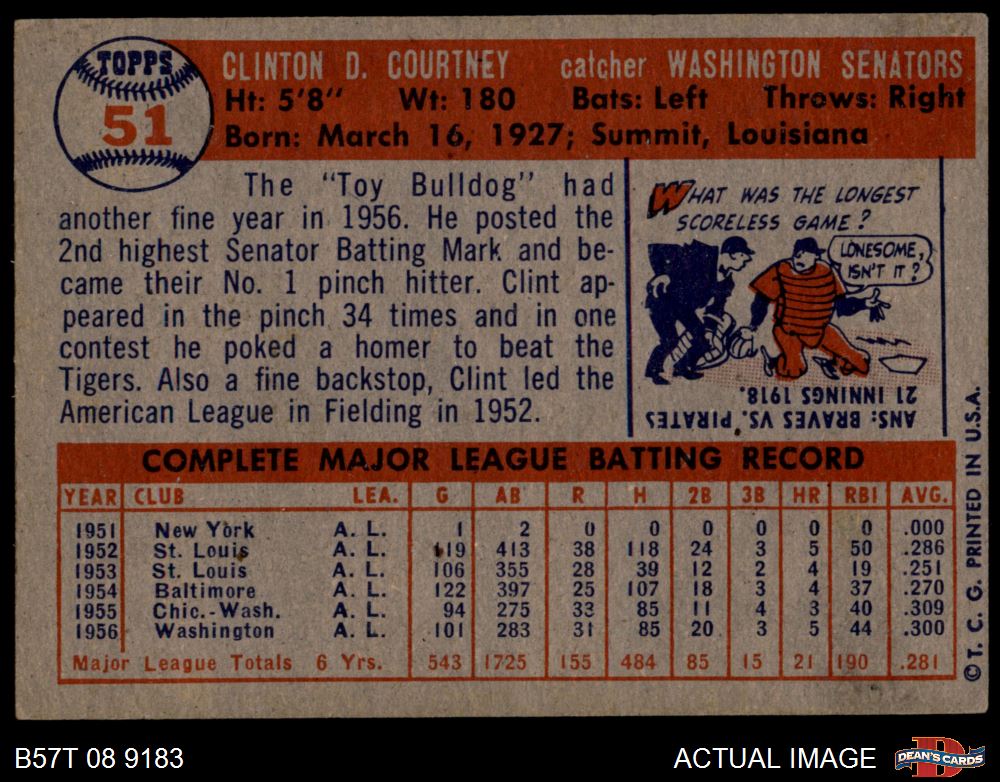 TOPPS
51
CLINTON D. COURTNEY catcher WASHINGTON SENATORS
Ht: 5'8" Wt: 180 Bats: Left Throws: Right
Born: March 16, 1927; Summit, Louisiana
The "Toy Bulldog" had
another fine year in 1956. He posted the
2nd highest Senator Batting Mark and be-
came their No. 1 pinch hitter. Clint ap-
peared in the pinch 34 times and in one
contest he poked a homer to beat the
Tigers. Also a fine backstop, Clint led the
American League in Fielding in 1952.
WHAT WAS THE LONGEST
SCORELESS GAME?
LONESOME,
ISN'T IT?
ANS: BRAVES VS. PIRATES
21 INNINGS 1918.
COMPLETE MAJOR LEAGUE BATTING RECORD
YEAR CLUB LEA. G AB R H 2B 3B HR RBI AVG.
1951 New York A. L. 1 2 0 0 0 0 0 0 .000
1952 St. Louis A. L. 119 413 38 118 24 3 5 50 .286
1953 St. Louis A. L. 106 355 28 39 12 2 4 19 .251
1954 Baltimore A. L. 122 397 25 107 18 3 4 37 .270
1955 Chic.-Wash. A. L. 94 275 33 85 11 4 3 40 .309
1956 Washington A. L. 101 283 31 85 20 3 5 44 .300
Major League Totals 6 Yrs. 543 1725 155 484 85 15 21 190 .281
©T. C. G. PRINTED IN U.S.A.
B57T 08 9183 ACTUAL IMAGE
D
DEAN'S CARDS